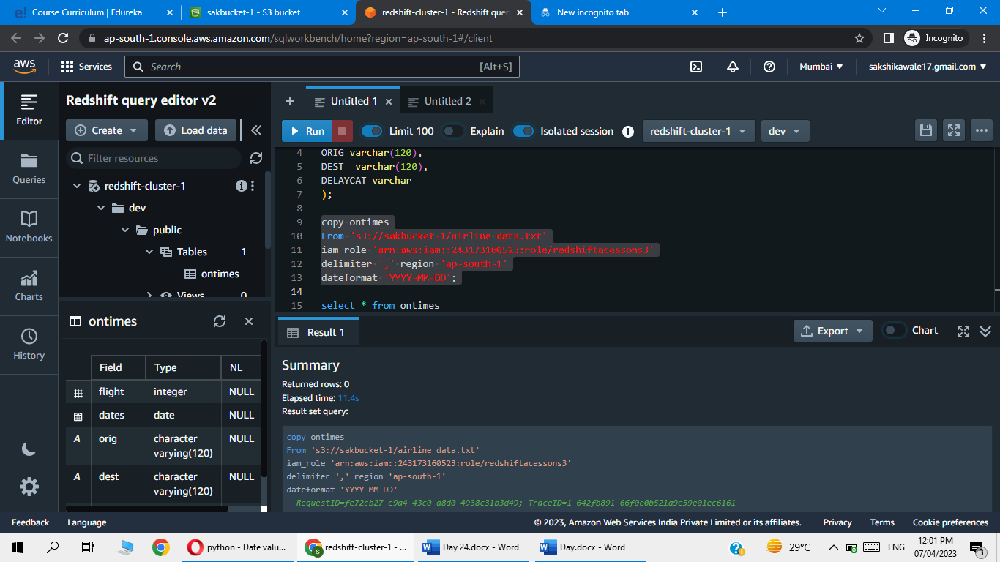 Course Curriculum | Edureka
sakbucket-1 - S3 bucket
redshift-cluster-1 - Redshift quer
New incognito tab
ap-south-1.console.aws.amazon.com/sqlworkbench/home?region=ap-south-1#/client
Incognito
aws
Services
Search
[Alt+S]
Mumbai
sakshikawale17.gmail.com
Editor
Queries
Notebooks
Charts
History
Redshift query editor v2
Create
Load data
Filter resources
redshift-cluster-1
dev
public
Tables 1
ontimes
Views 0
ontimes
Field Type NL
flight integer NULL
dates date NULL
orig character varying(120) NULL
dest character varying(120) NULL
Untitled 1
Untitled 2
Run
Limit 100
Explain
Isolated session
redshift-cluster-1
dev
4 ORIG varchar(120),
5 DEST  varchar(120),
6 DELAYCAT varchar
7 );
8
9 copy ontimes
10 From 's3://sakbucket-1/airline data.txt'
11 iam_role 'arn:aws:iam::243173160523:role/redshiftacessons3'
12 delimiter ',' region 'ap-south-1'
13 dateformat 'YYYY-MM-DD';
14
15 select * from ontimes
Result 1
Export
Chart
Summary
Returned rows: 0
Elapsed time: 11.4s
Result set query:
copy ontimes
From 's3://sakbucket-1/airline data.txt'
iam_role 'arn:aws:iam::243173160523:role/redshiftacessons3'
delimiter ',' region 'ap-south-1'
dateformat 'YYYY-MM-DD'
--RequestID=fe72cb27-c9a4-43c0-a8d0-4938c31b3d49; TraceID=1-642fb891-66f0e0b521a9e59e01ec6161
Feedback
Language
© 2023, Amazon Web Services India Private Limited or its affiliates.
Privacy
Terms
Cookie preferences
python - Date valu...
redshift-cluster-1 - ...
Day 24.docx - Word
Day.docx - Word
29°C
ENG
12:01 PM
07/04/2023
3